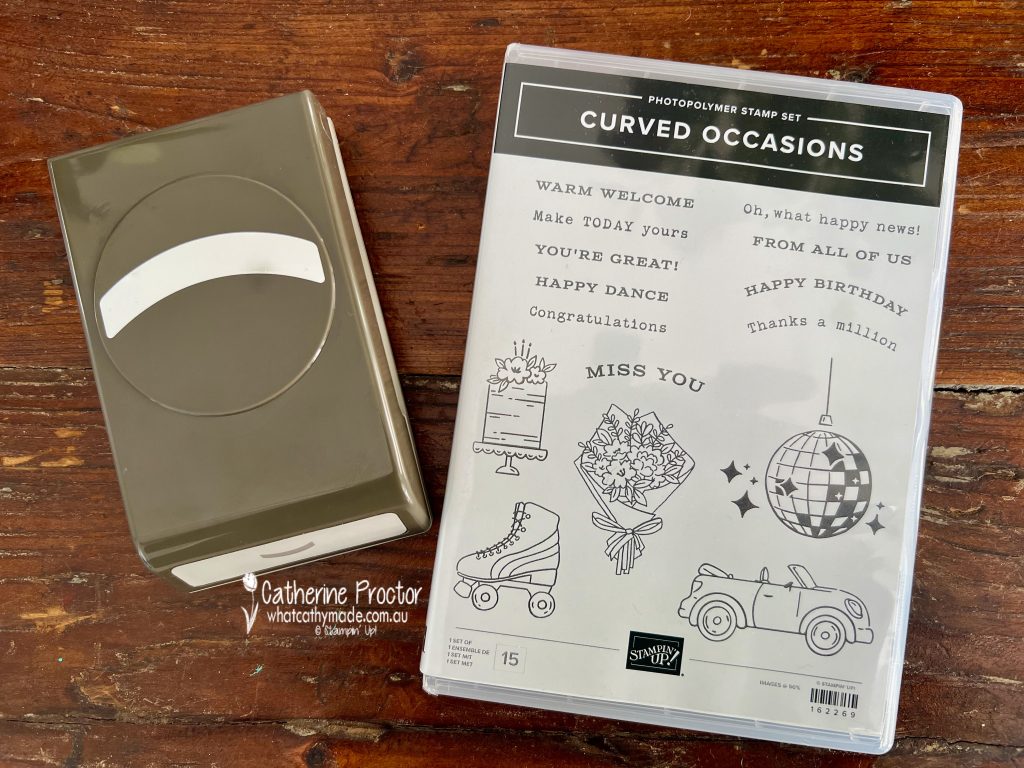 PHOTOPOLYMER STAMP SET
CURVED OCCASIONS
WARM WELCOME
Make TODAY yours
YOU'RE GREAT!
HAPPY DANCE
Congratulations
Oh, what happy news!
FROM ALL OF US
HAPPY BIRTHDAY
Thanks a million
MISS YOU
1 SET OF
1 ENSEMBLE DE
1 SET MIT
1 SET MET
15
STAMPIN' UP!
IMAGES @ 90%
© STAMPIN' UP!
162269
Catherine Proctor
whatcathymade.com.au
© Stampin' Up!